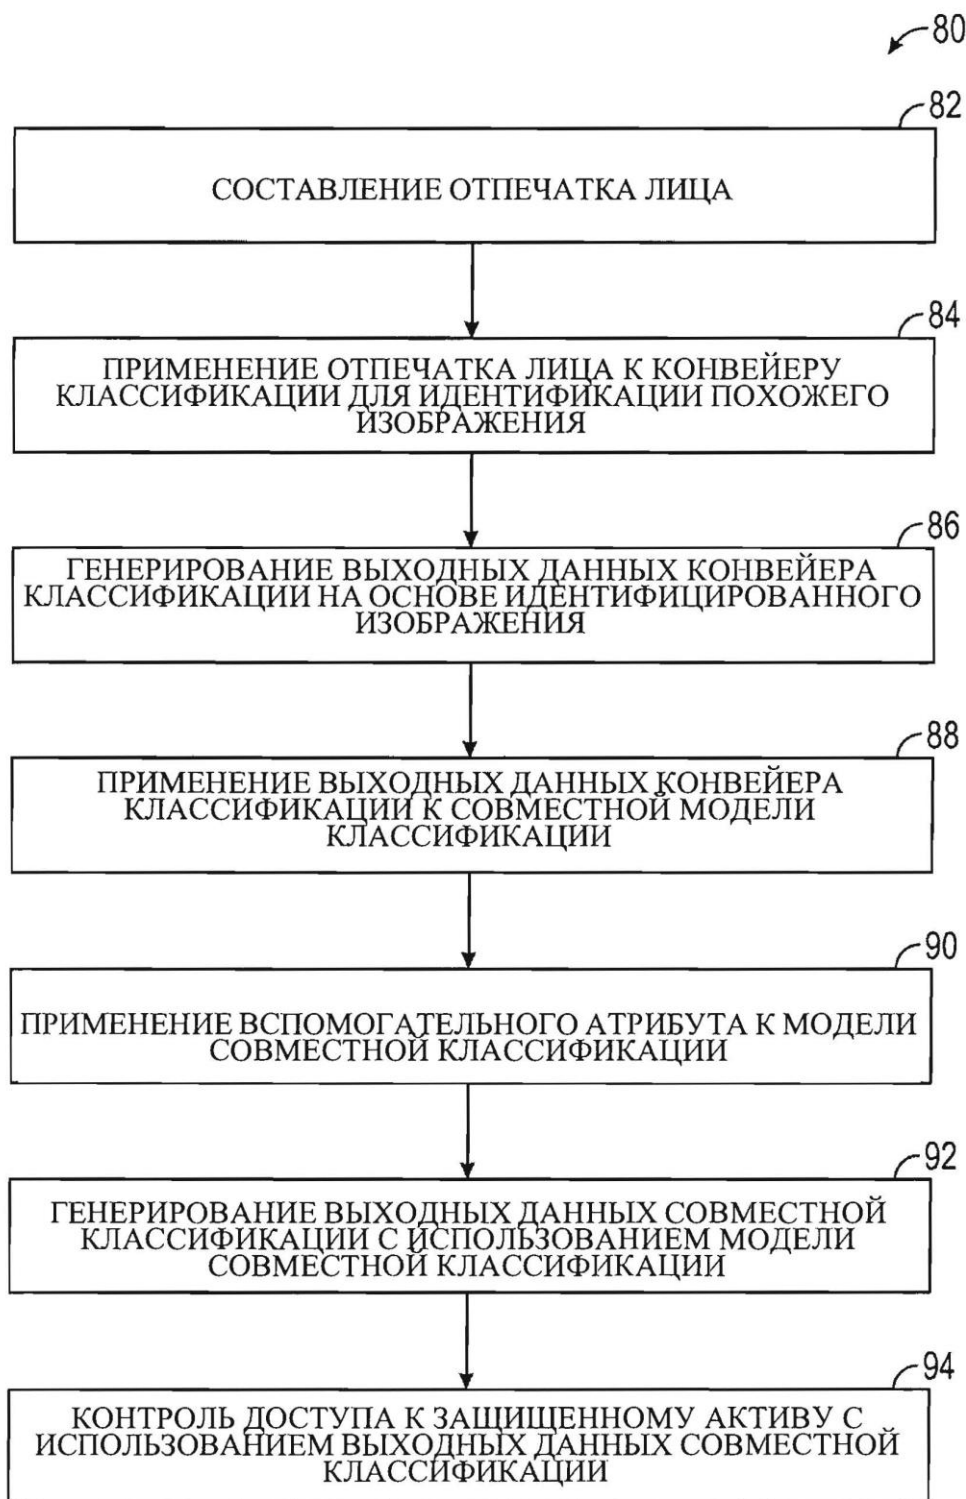 80
82
СОСТАВЛЕНИЕ ОТПЕЧАТКА ЛИЦА
84
ПРИМЕНЕНИЕ ОТПЕЧАТКА ЛИЦА К КОНВЕЙЕРУ
КЛАССИФИКАЦИИ ДЛЯ ИДЕНТИФИКАЦИИ ПОХОЖЕГО
ИЗОБРАЖЕНИЯ
86
ГЕНЕРИРОВАНИЕ ВЫХОДНЫХ ДАННЫХ КОНВЕЙЕРА
КЛАССИФИКАЦИИ НА ОСНОВЕ ИДЕНТИФИЦИРОВАННОГО
ИЗОБРАЖЕНИЯ
88
ПРИМЕНЕНИЕ ВЫХОДНЫХ ДАННЫХ КОНВЕЙЕРА
КЛАССИФИКАЦИИ К СОВМЕСТНОЙ МОДЕЛИ
КЛАССИФИКАЦИИ
90
ПРИМЕНЕНИЕ ВСПОМОГАТЕЛЬНОГО АТРИБУТА К МОДЕЛИ
СОВМЕСТНОЙ КЛАССИФИКАЦИИ
92
ГЕНЕРИРОВАНИЕ ВЫХОДНЫХ ДАННЫХ СОВМЕСТНОЙ
КЛАССИФИКАЦИИ С ИСПОЛЬЗОВАНИЕМ МОДЕЛИ
СОВМЕСТНОЙ КЛАССИФИКАЦИИ
94
КОНТРОЛЬ ДОСТУПА К ЗАЩИЩЕННОМУ АКТИВУ С
ИСПОЛЬЗОВАНИЕМ ВЫХОДНЫХ ДАННЫХ СОВМЕСТНОЙ
КЛАССИФИКАЦИИ